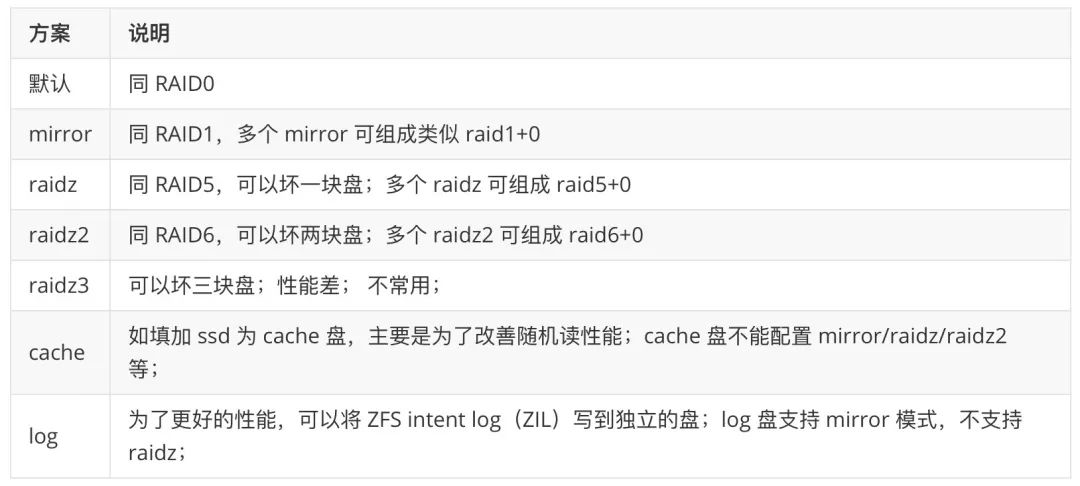 方案 说明
默认 同 RAID0
mirror 同 RAID1，多个 mirror 可组成类似 raid1+0
raidz 同 RAID5，可以坏一块盘；多个 raidz 可组成 raid5+0
raidz2 同 RAID6，可以坏两块盘；多个 raidz2 可组成 raid6+0
raidz3 可以坏三块盘；性能差； 不常用；
cache 如填加 ssd 为 cache 盘，主要是为了改善随机读性能；cache 盘不能配置 mirror/raidz/raidz2
等；
log 为了更好的性能，可以将 ZFS intent log（ZIL）写到独立的盘；log 盘支持 mirror 模式，不支持
raidz；